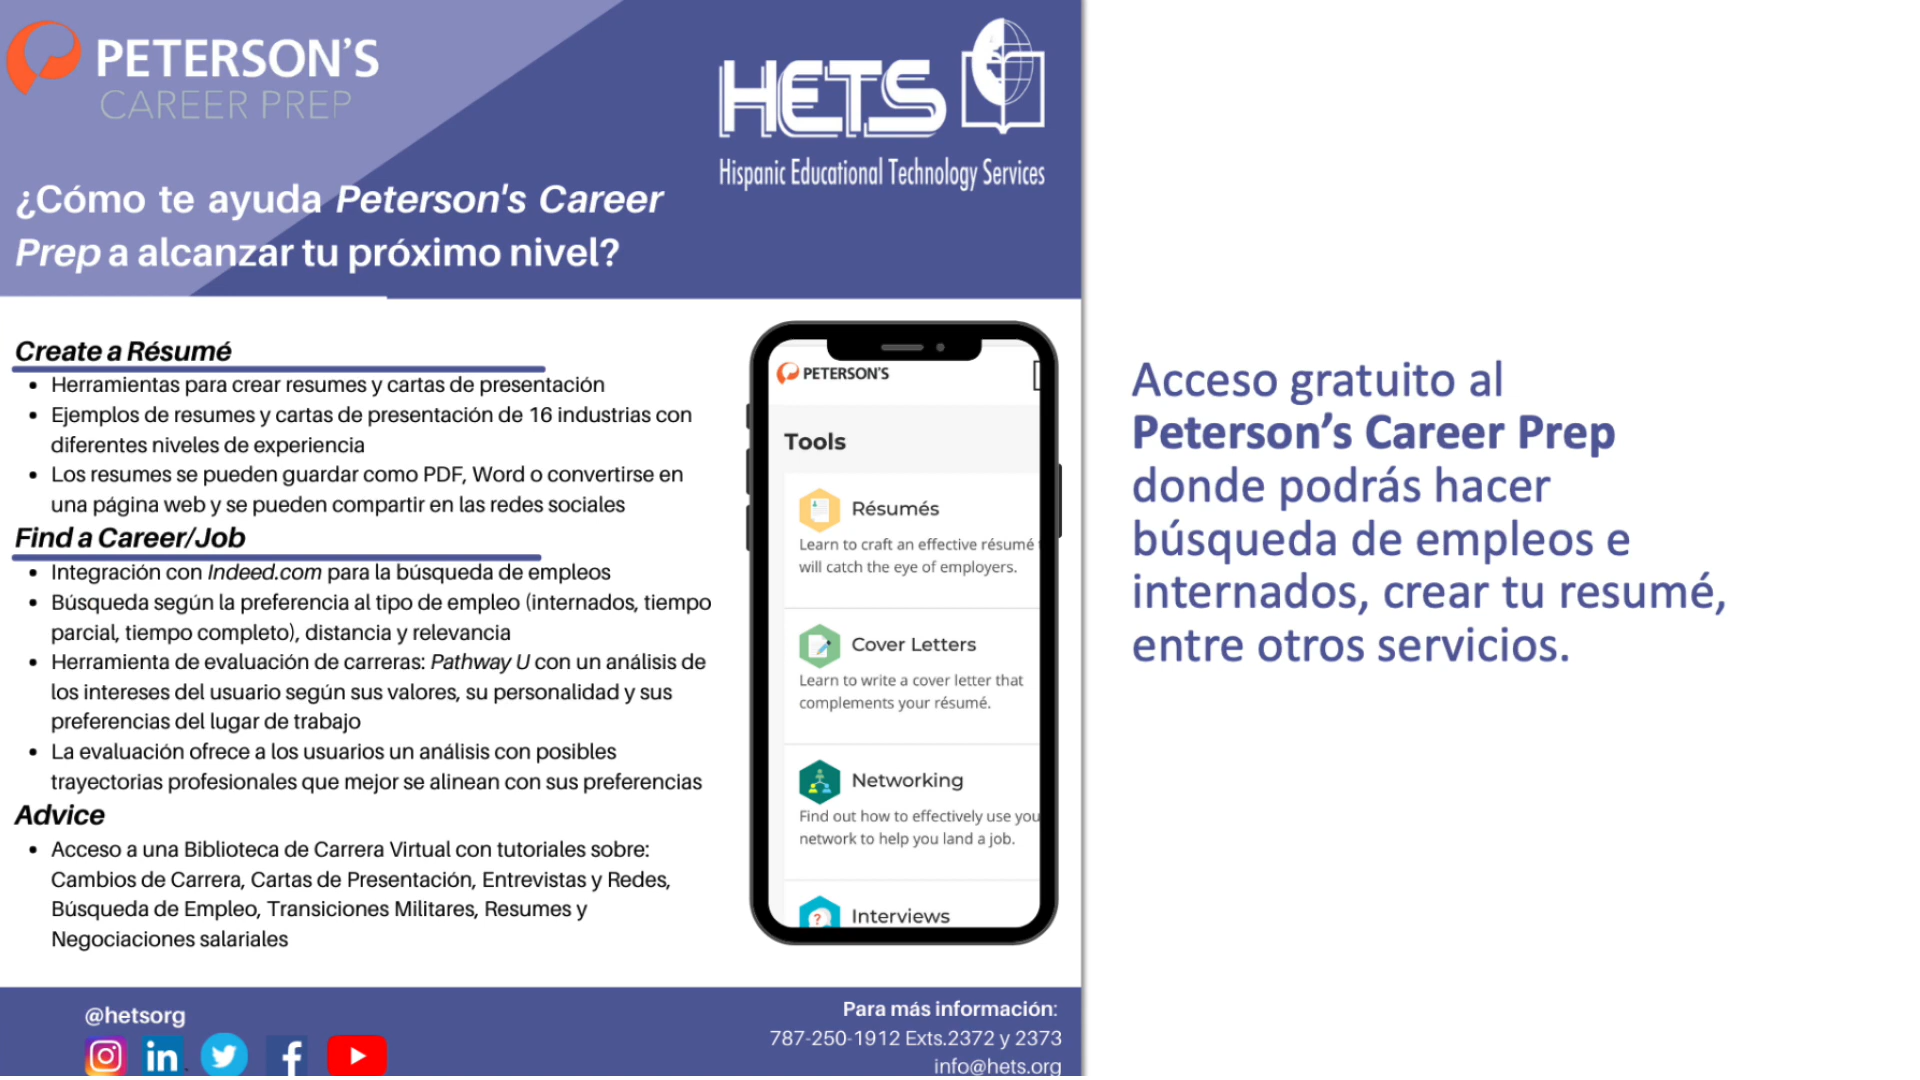 PETERSON'S
CAREER PREP
HETS
Hispanic Educational Technology Services
¿Cómo te ayuda Peterson's Career
Prep a alcanzar tu próximo nivel?
Create a Résumé
• Herramientas para crear resumes y cartas de presentación
• Ejemplos de resumes y cartas de presentación de 16 industrias con
diferentes niveles de experiencia
• Los resumes se pueden guardar como PDF, Word o convertirse en
una página web y se pueden compartir en las redes sociales
Find a Career/Job
• Integración con Indeed.com para la búsqueda de empleos
• Búsqueda según la preferencia al tipo de empleo (internados, tiempo
parcial, tiempo completo), distancia y relevancia
• Herramienta de evaluación de carreras: Pathway U con un análisis de
los intereses del usuario según sus valores, su personalidad y sus
preferencias del lugar de trabajo
• La evaluación ofrece a los usuarios un análisis con posibles
trayectorias profesionales que mejor se alinean con sus preferencias
Advice
• Acceso a una Biblioteca de Carrera Virtual con tutoriales sobre:
Cambios de Carrera, Cartas de Presentación, Entrevistas y Redes,
Búsqueda de Empleo, Transiciones Militares, Resumes y
Negociaciones salariales
PETERSON'S
Tools
Résumés
Learn to craft an effective résumé
will catch the eye of employers.
Cover Letters
Learn to write a cover letter that
complements your résumé.
Networking
Find out how to effectively use you
network to help you land a job.
Interviews
@hetsorg
Para más información:
787-250-1912 Exts.2372 y 2373
info@hets.org
Acceso gratuito al
Peterson's Career Prep
donde podrás hacer
búsqueda de empleos e
internados, crear tu resumé,
entre otros servicios.